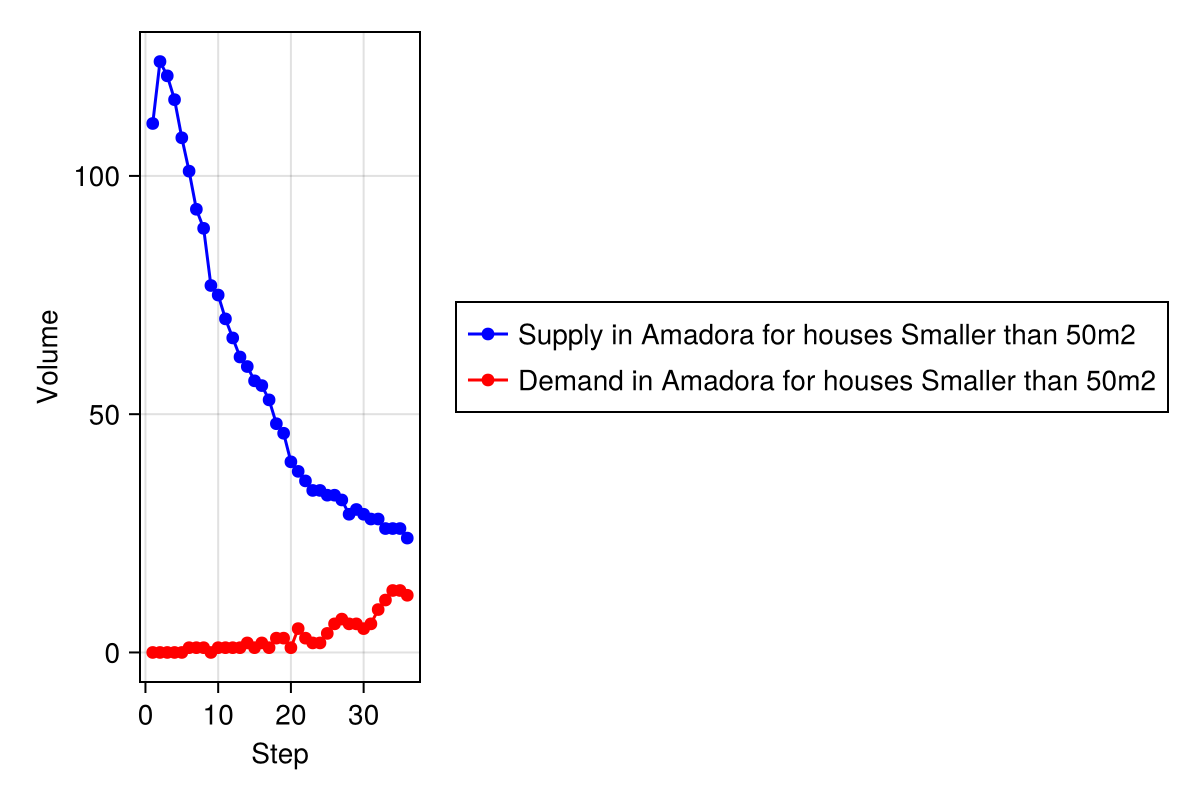 Volume
100
50
0
0 10 20 30
Step
Supply in Amadora for houses Smaller than 50m2
Demand in Amadora for houses Smaller than 50m2